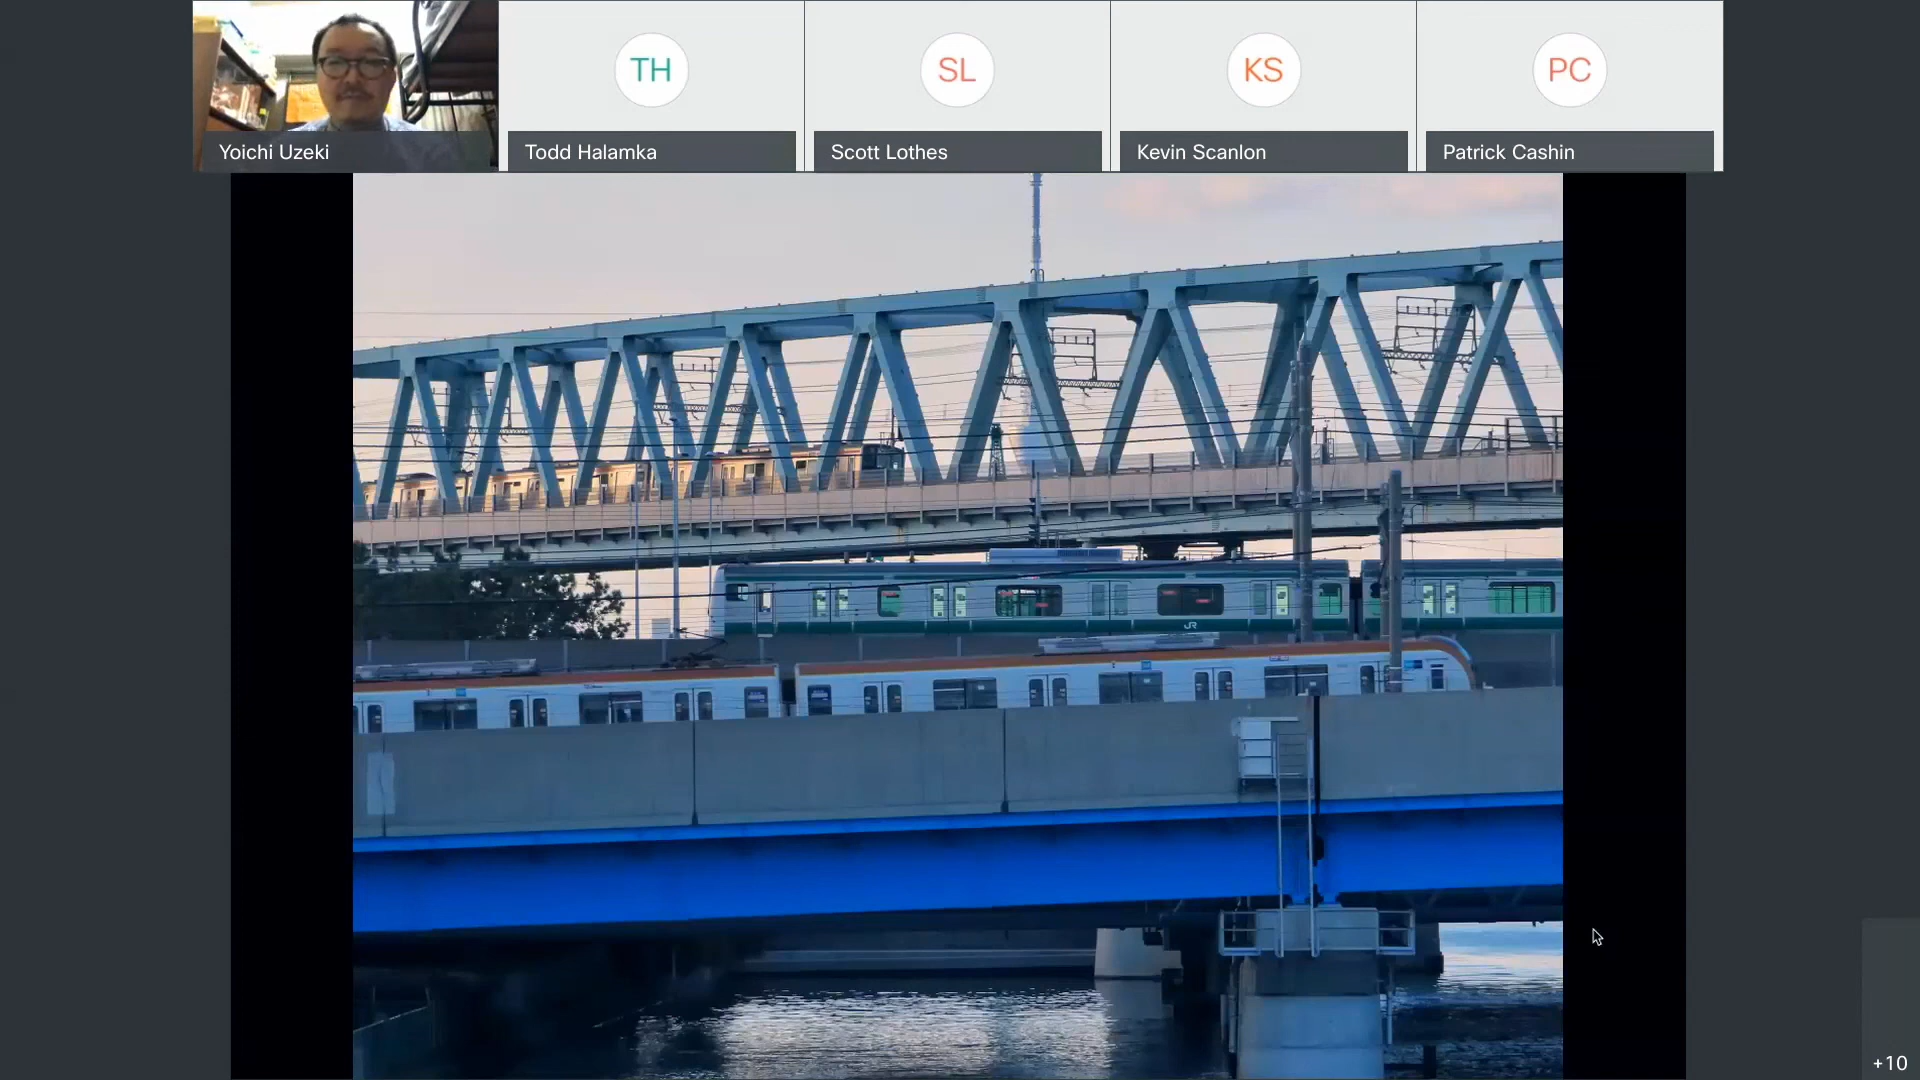 TH
SL
KS
PC
Yoichi Uzeki
Todd Halamka
Scott Lothes
Kevin Scanlon
Patrick Cashin
JR
+10